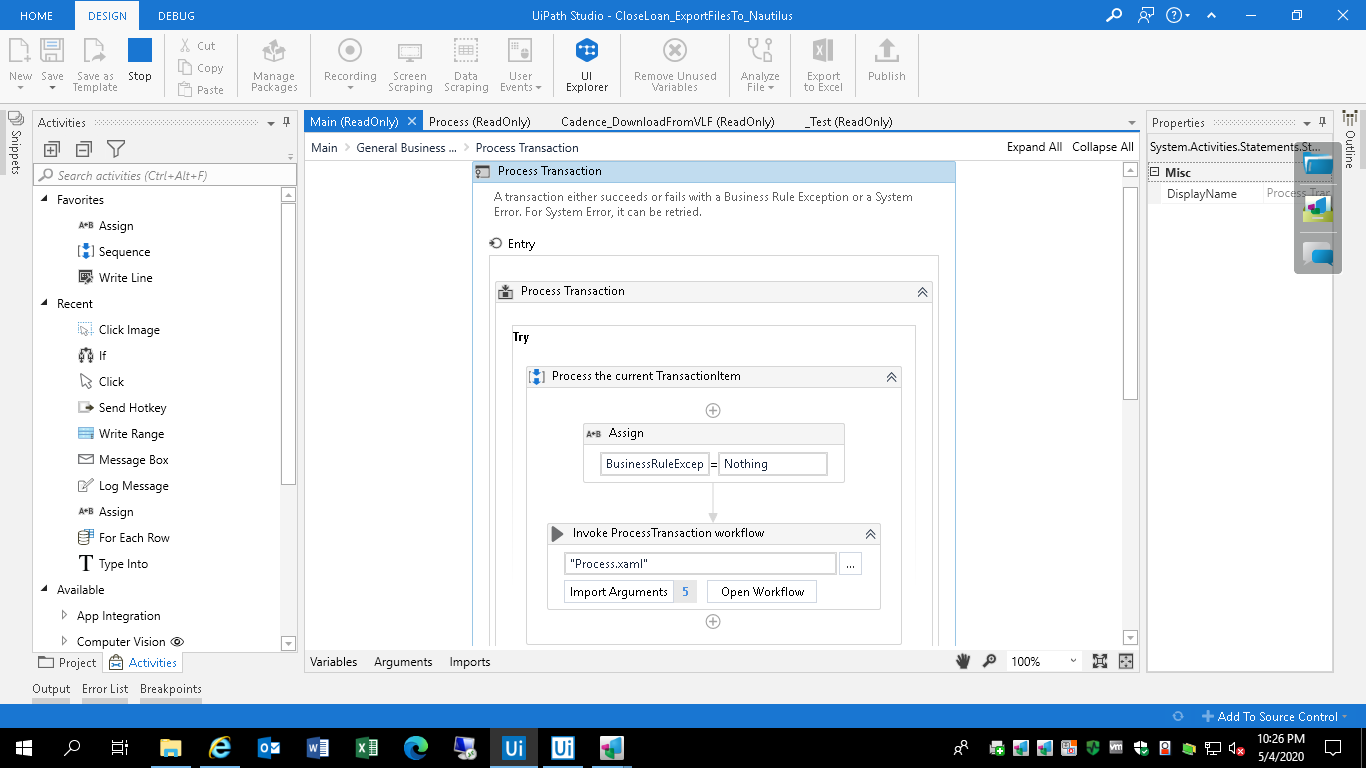 HOME
DESIGN
DEBUG
UiPath Studio - CloseLoan_ExportFilesTo_Nautilus
New
Save
Save as
Template
Stop
Cut
Copy
Paste
Manage
Packages
Recording
Screen
Scraping
Data
Scraping
User
Events
UI
Explorer
Remove Unused
Variables
Analyze
File
Export
to Excel
Publish
Snippets
Activities
Search activities (Ctrl+Alt+F)
Favorites
A+B Assign
Sequence
Write Line
Recent
Click Image
If
Click
Send Hotkey
Write Range
Message Box
Log Message
A+B Assign
For Each Row
Type Into
Available
App Integration
Computer Vision
Project
Activities
Main (ReadOnly)
Process (ReadOnly)
Cadence_DownloadFromVLF (ReadOnly)
_Test (ReadOnly)
Main > General Business ... > Process Transaction
Expand All
Collapse All
Process Transaction
A transaction either succeeds or fails with a Business Rule Exception or a System
Error. For System Error, it can be retried.
Entry
Process Transaction
Try
Process the current TransactionItem
A+B Assign
BusinessRuleExcep = Nothing
Invoke ProcessTransaction workflow
"Process.xaml"
...
Import Arguments 5
Open Workflow
Variables
Arguments
Imports
100%
Properties
System.Activities.Statements.St...
Misc
DisplayName
Process Trac
Outline
Output
Error List
Breakpoints
Add To Source Control
Ui
Ui
10:26 PM
5/4/2020